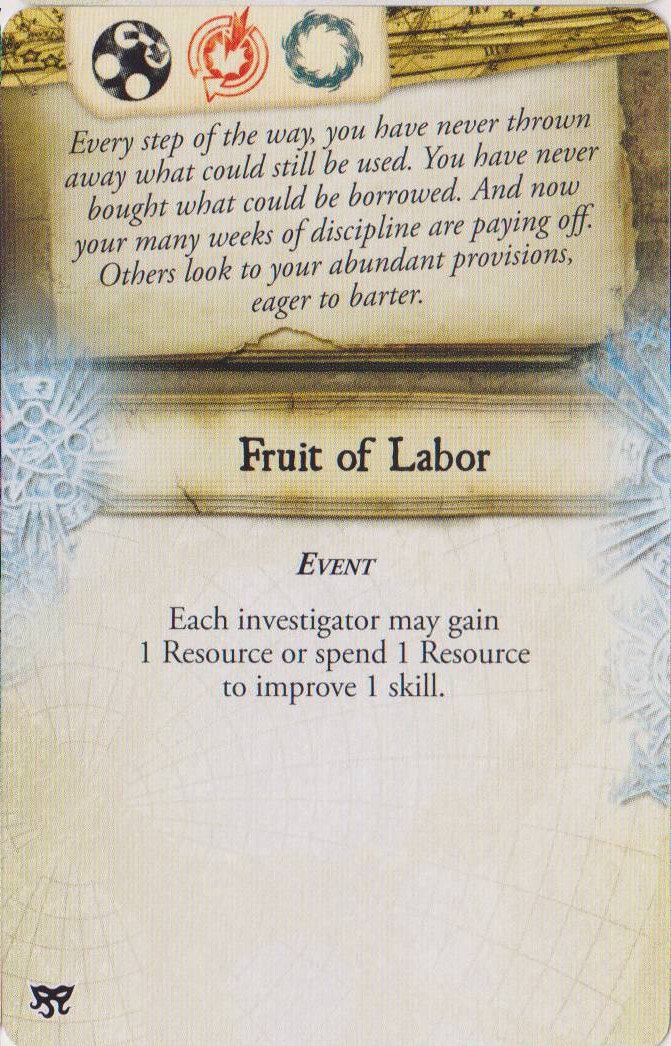 Every step of the way, you have never thrown
away what could still be used. You have never
bought what could be borrowed. And now
your many weeks of discipline are paying off.
Others look to your abundant provisions,
eager to barter.
Fruit of Labor
Event
Each investigator may gain
1 Resource or spend 1 Resource
to improve 1 skill.